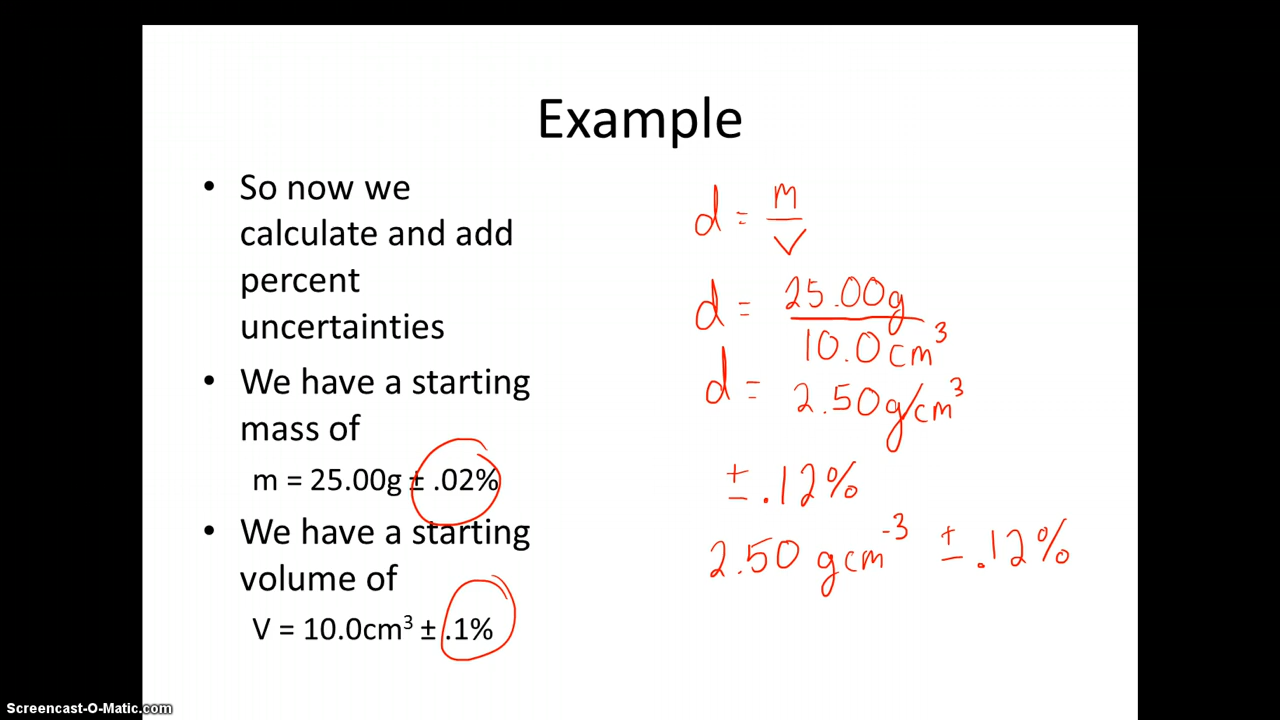 Example
• So now we
calculate and add
percent
uncertainties
• We have a starting
mass of
m = 25.00g ± .02%
• We have a starting
volume of
V = 10.0cm³ ± .1%
d = m/V
d = 25.00g/10.0cm³
d = 2.50g/cm³
± .12%
2.50 gcm⁻³ ± .12%
Screencast-O-Matic.com